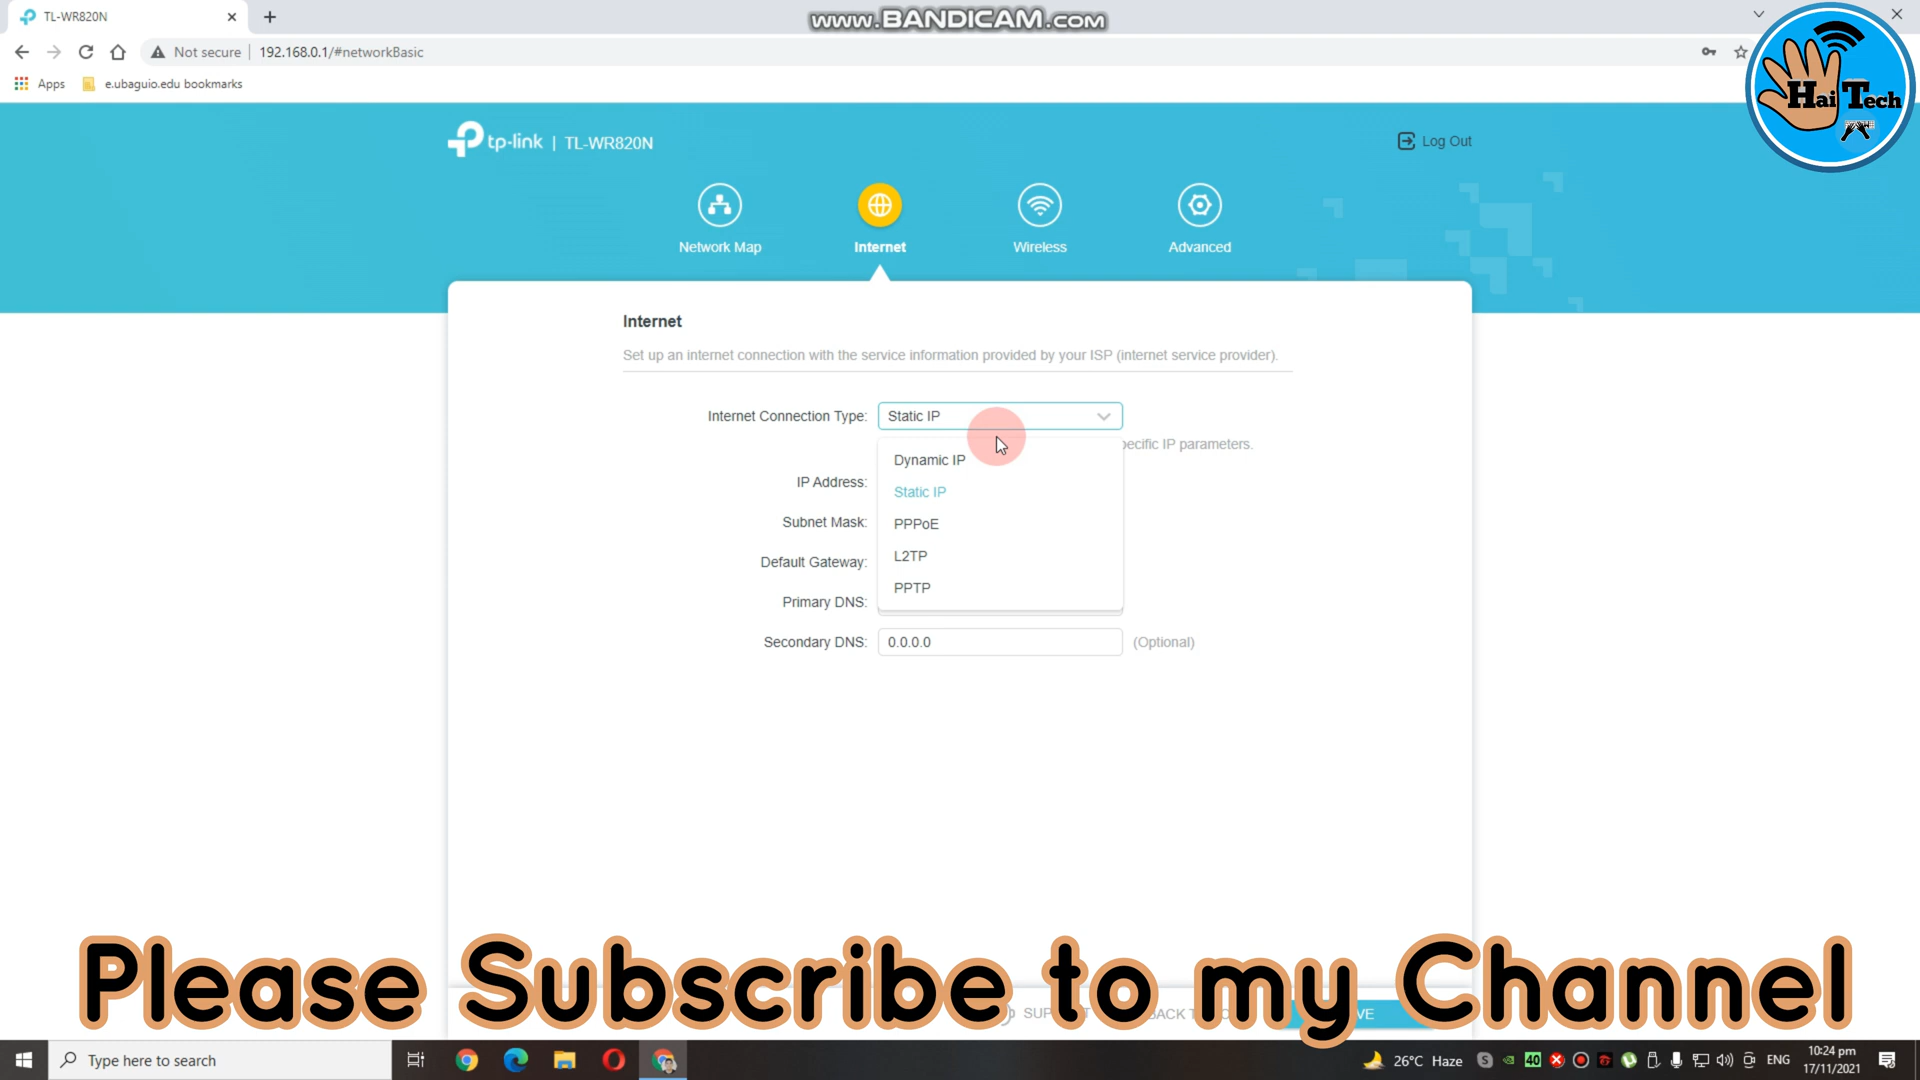 TL-WR820N
www.BANDICAM.com
Not secure
192.168.0.1/#networkBasic
Apps
e.ubaguio.edu bookmarks
Hai Tech
tp-link | TL-WR820N
Log Out
Network Map
Internet
Wireless
Advanced
Internet
Set up an internet connection with the service information provided by your ISP (internet service provider).
Internet Connection Type:
Static IP
pecific IP parameters.
Dynamic IP
IP Address:
Static IP
Subnet Mask:
PPPoE
Default Gateway:
L2TP
PPTP
Primary DNS:
Secondary DNS:
0.0.0.0
(Optional)
Please Subscribe to my Channel
Type here to search
40
26°C Haze
ENG
10:24 pm
17/11/2021